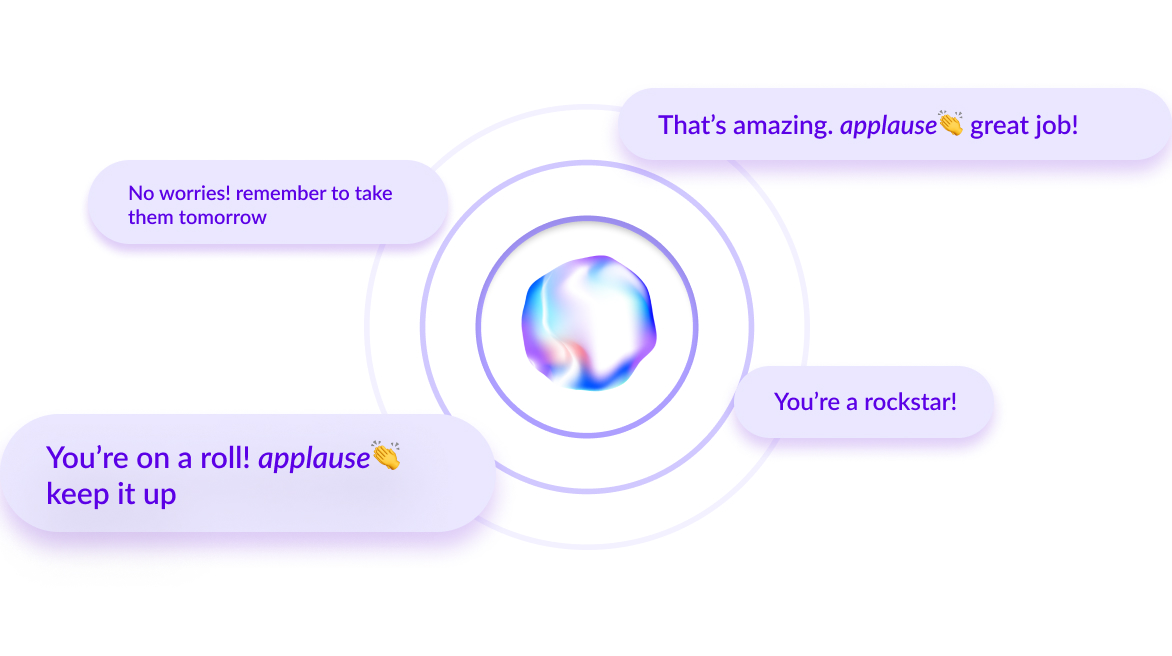 That’s amazing. applause👏 great job!
No worries! remember to take
them tomorrow
You’re a rockstar!
You’re on a roll! applause👏
keep it up